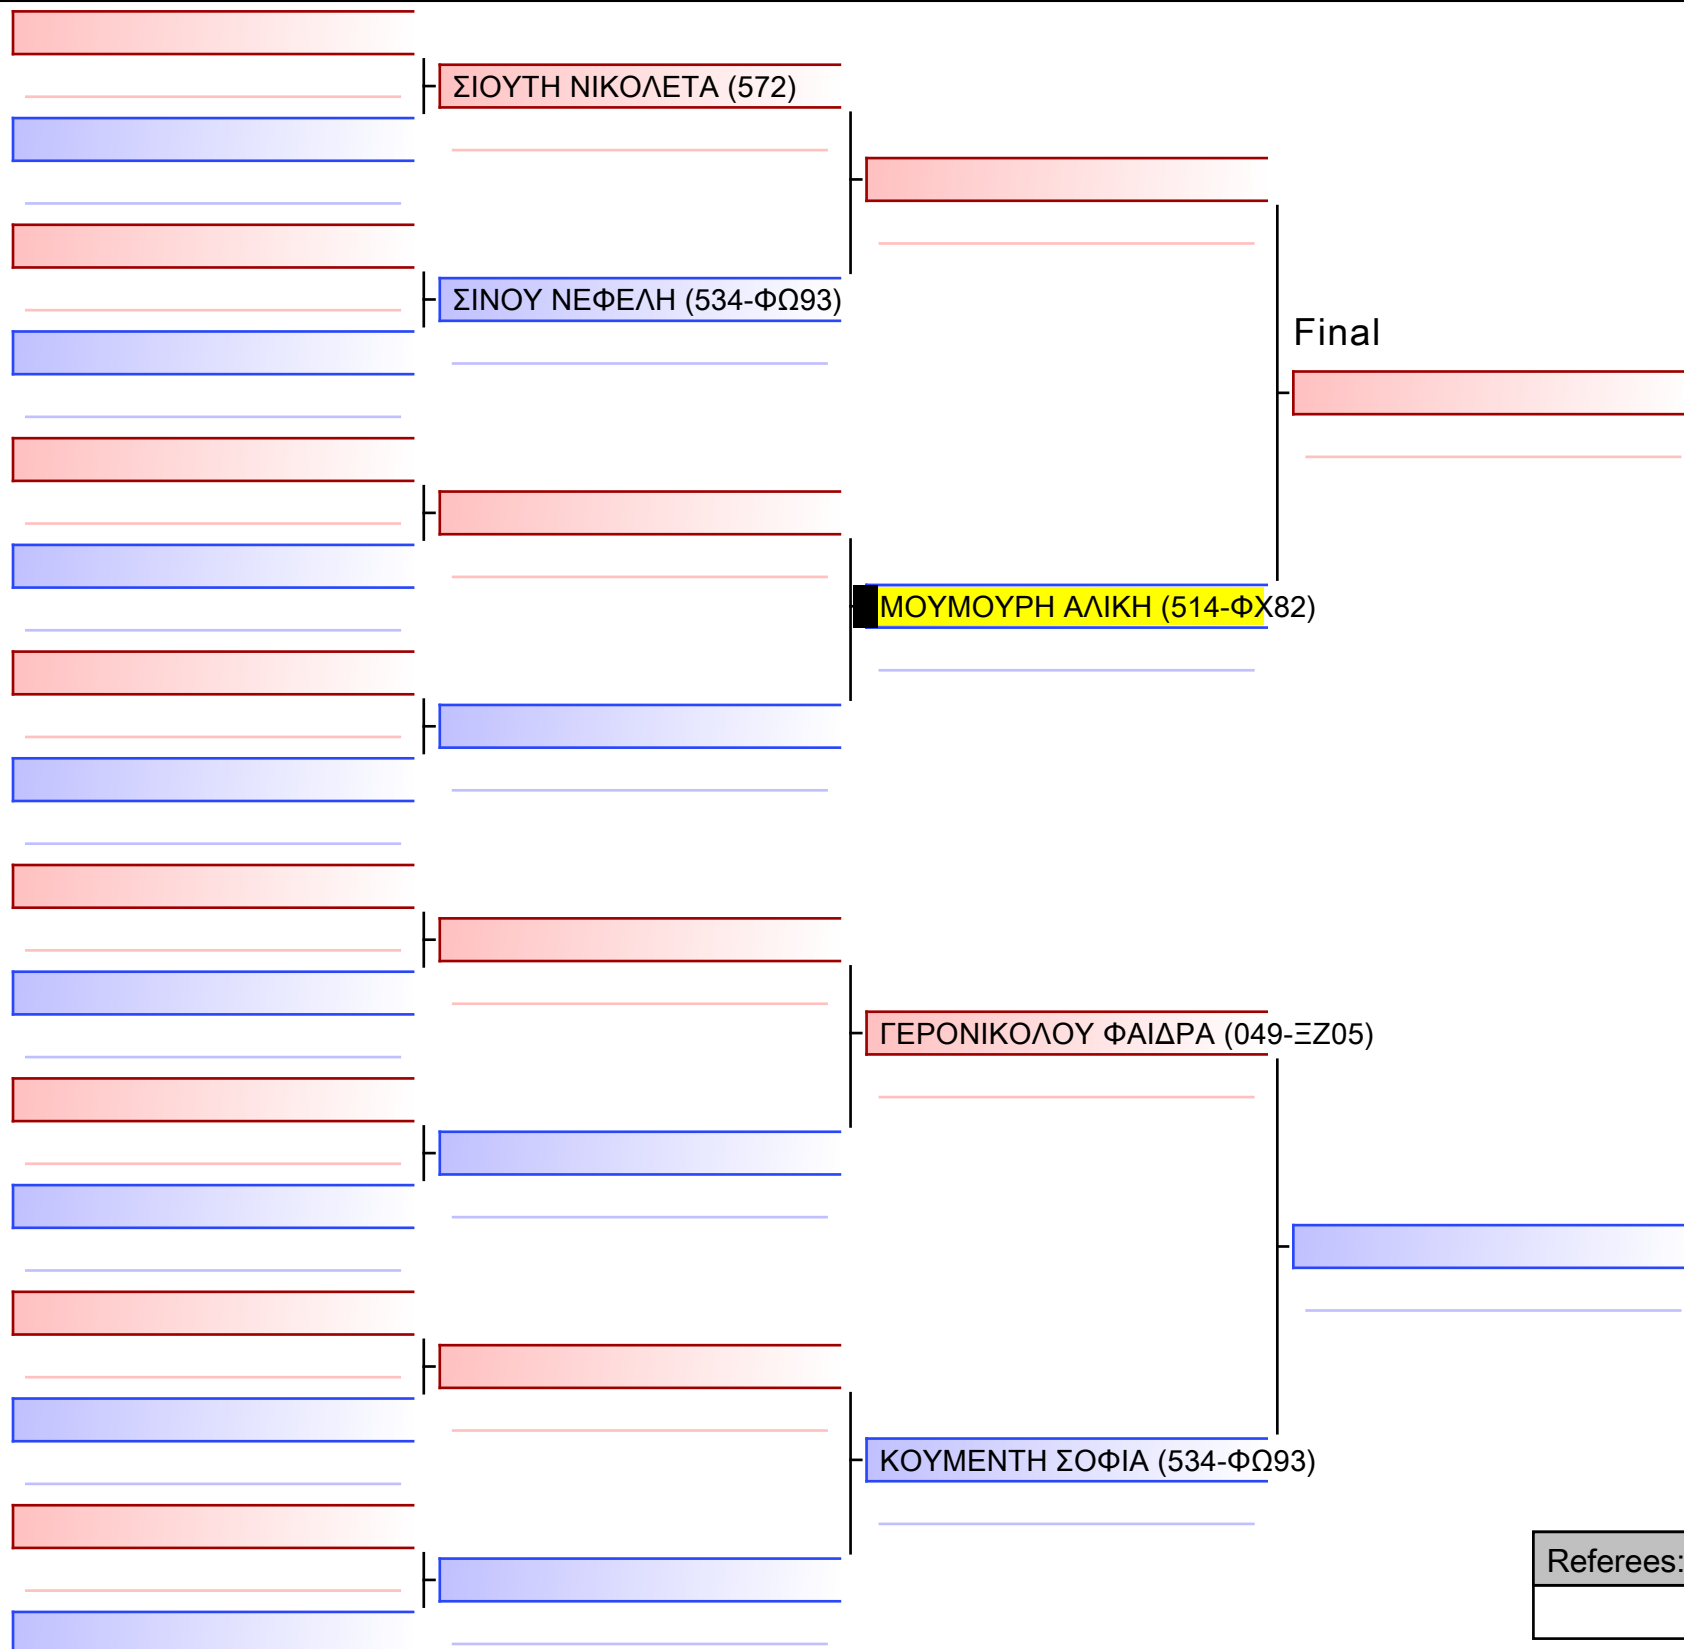 ΣΙΟΥΤΗ ΝΙΚΟΛΕΤΑ (572)
ΣΙΝΟΥ ΝΕΦΕΛΗ (534-ΦΩ93)
Final
ΜΟΥΜΟΥΡΗ ΑΛΙΚΗ (514-ΦΧ82)
ΓΕΡΟΝΙΚΟΛΟΥ ΦΑΙΔΡΑ (049-ΞΖ05)
ΚΟΥΜΕΝΤΗ ΣΟΦΙΑ (534-ΦΩ93)
Referees: